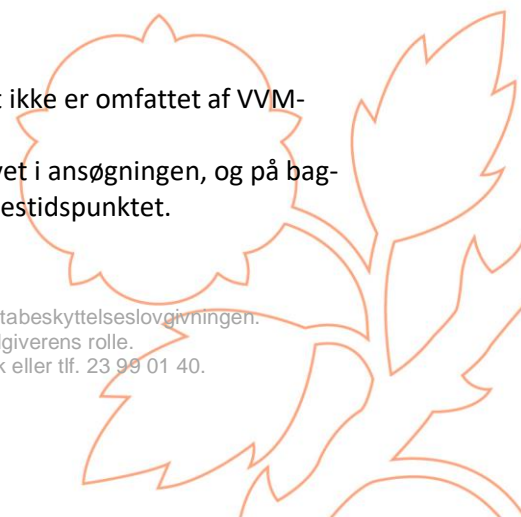 ikke er omfattet af VVM-
et i ansøgningen, og på bag-
estidspunktet.
tabeskyttelseslovgivningen.
giverens rolle.
eller tlf. 23 99 01 40.